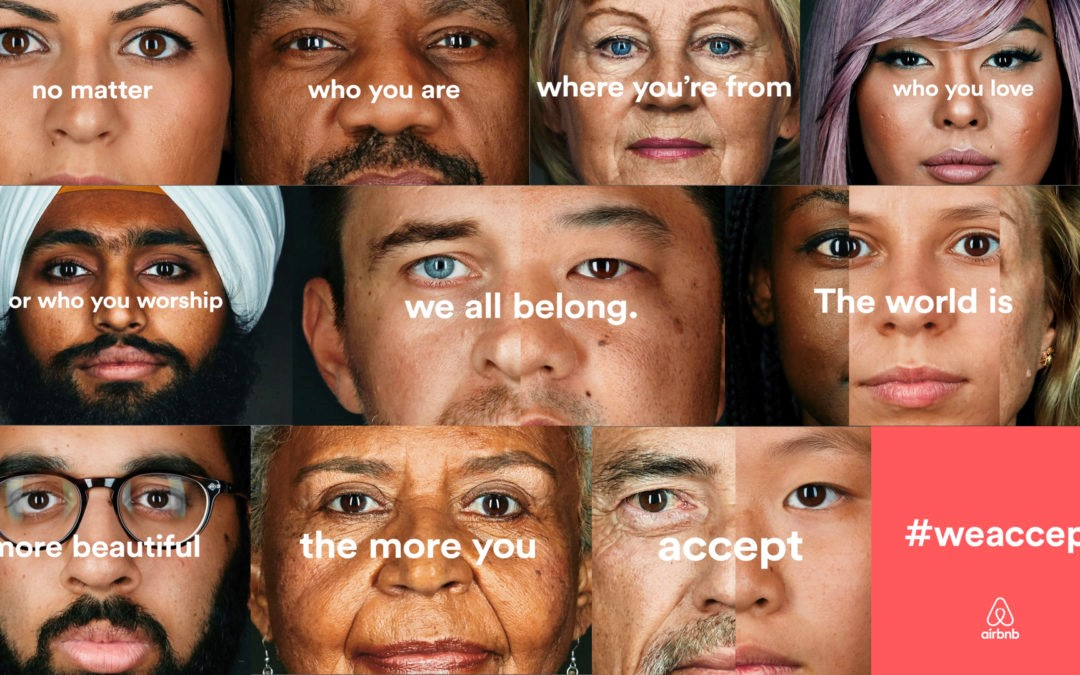 no matter
who you are
where you're from
who you love
or who you worship
we all belong.
The world is
more beautiful
the more you
accept
#weaccep
airbnb